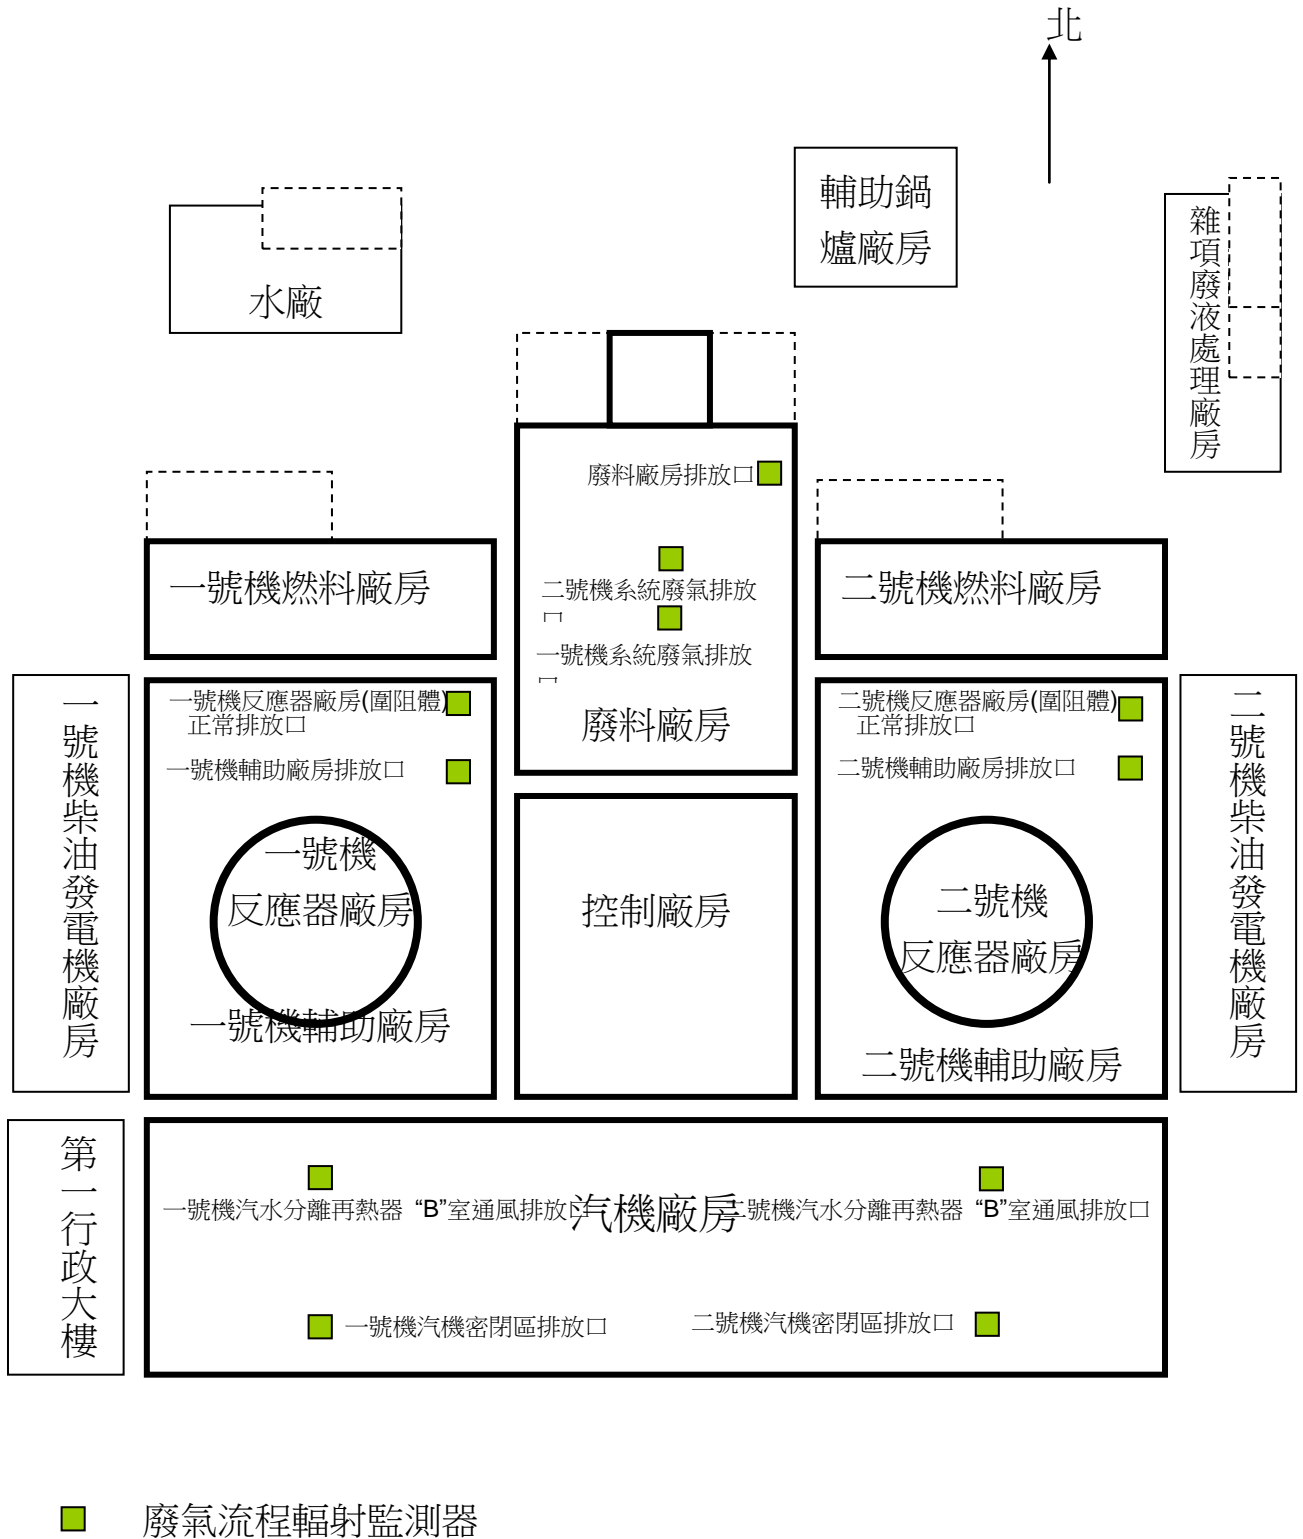 北
輔助鍋
爐廠房
雜項廢液處理廠房
水廠
廢料廠房排放口
二號機系統廢氣排放
口
一號機系統廢氣排放
一號機燃料廠房
二號機燃料廠房
廢料廠房
一號機柴油發電機廠房
一號機反應器廠房(圍阻體)
正常排放口
一號機輔助廠房排放口
一號機
反應器廠房
一號機輔助廠房
控制廠房
二號機反應器廠房(圍阻體)
正常排放口
二號機輔助廠房排放口
二號機
反應器廠房
二號機輔助廠房
二號機柴油發電機廠房
第一行政大樓
一號機汽水分離再熱器 “B”室通風排放口
汽機廠房
二號機汽水分離再熱器 “B”室通風排放口
一號機汽機密閉區排放口
二號機汽機密閉區排放口
廢氣流程輻射監測器